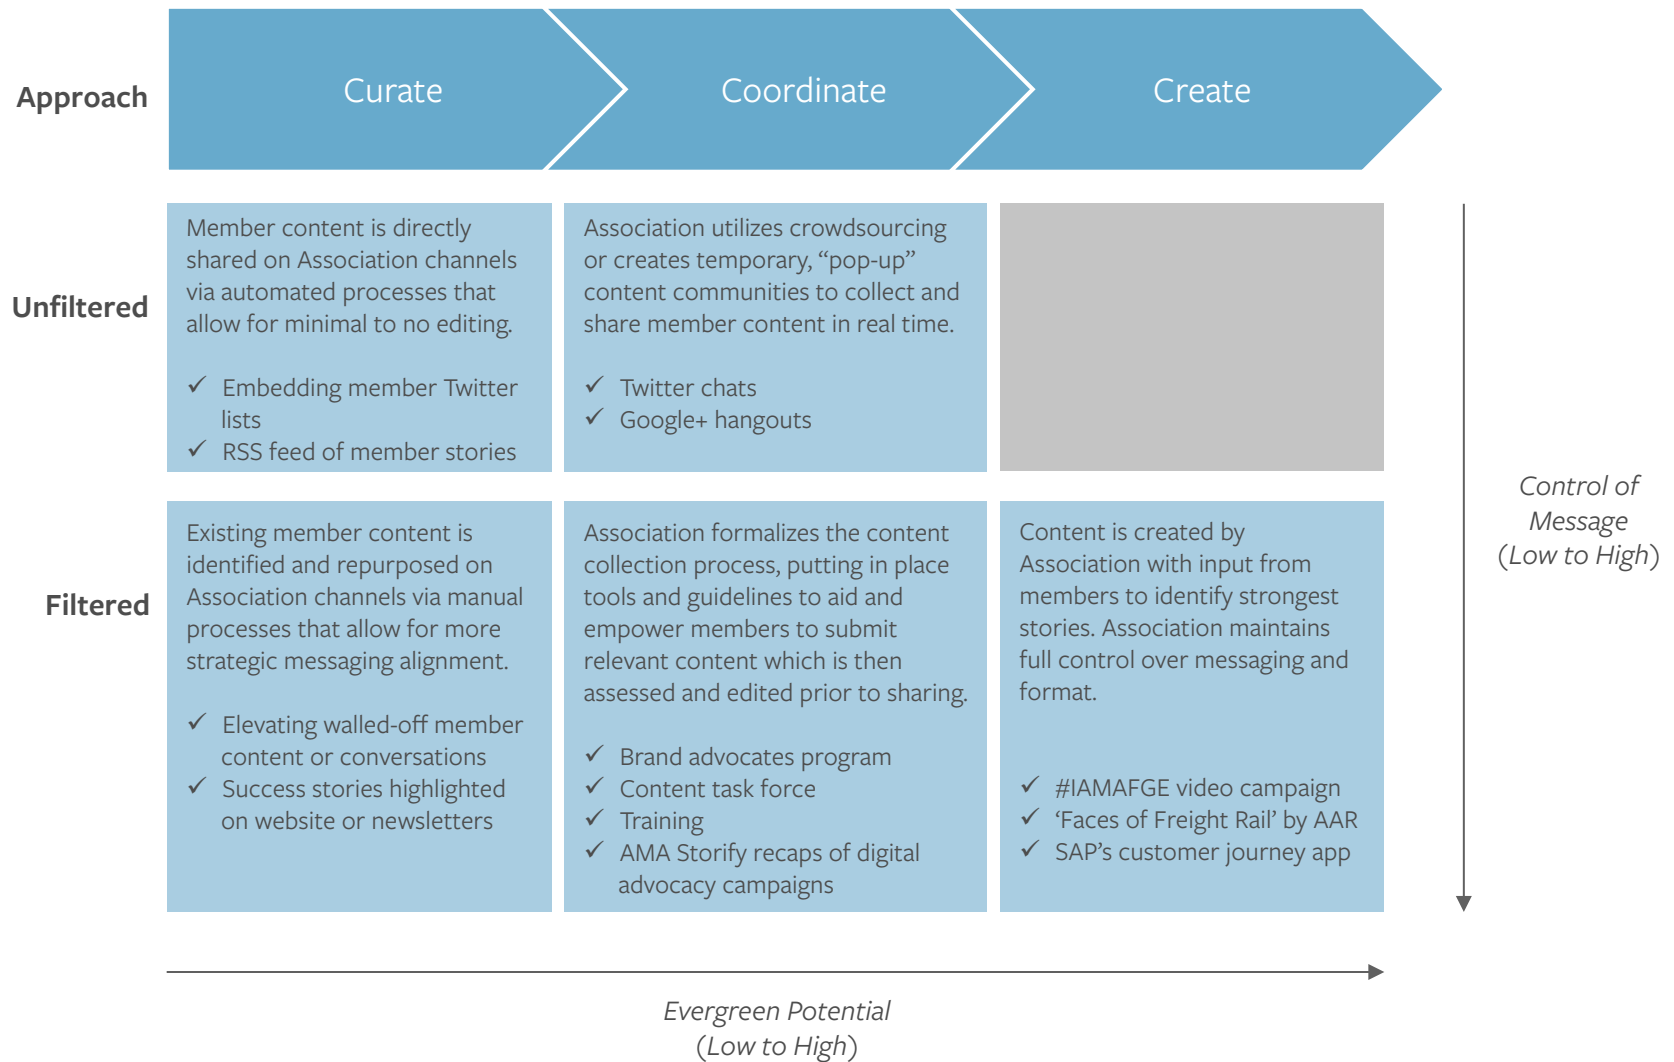 Approach
Curate
Coordinate
Create
Unfiltered
Member content is directly
shared on Association channels
via automated processes that
allow for minimal to no editing.
✓ Embedding member Twitter
lists
✓ RSS feed of member stories
Association utilizes crowdsourcing
or creates temporary, “pop-up”
content communities to collect and
share member content in real time.
✓ Twitter chats
✓ Google+ hangouts
Filtered
Existing member content is
identified and repurposed on
Association channels via manual
processes that allow for more
strategic messaging alignment.
✓ Elevating walled-off member
content or conversations
✓ Success stories highlighted
on website or newsletters
Association formalizes the content
collection process, putting in place
tools and guidelines to aid and
empower members to submit
relevant content which is then
assessed and edited prior to sharing.
✓ Brand advocates program
✓ Content task force
✓ Training
✓ AMA Storify recaps of digital
advocacy campaigns
Content is created by
Association with input from
members to identify strongest
stories. Association maintains
full control over messaging and
format.
✓ #IAMAFGE video campaign
✓ ‘Faces of Freight Rail’ by AAR
✓ SAP’s customer journey app
Control of
Message
(Low to High)
Evergreen Potential
(Low to High)